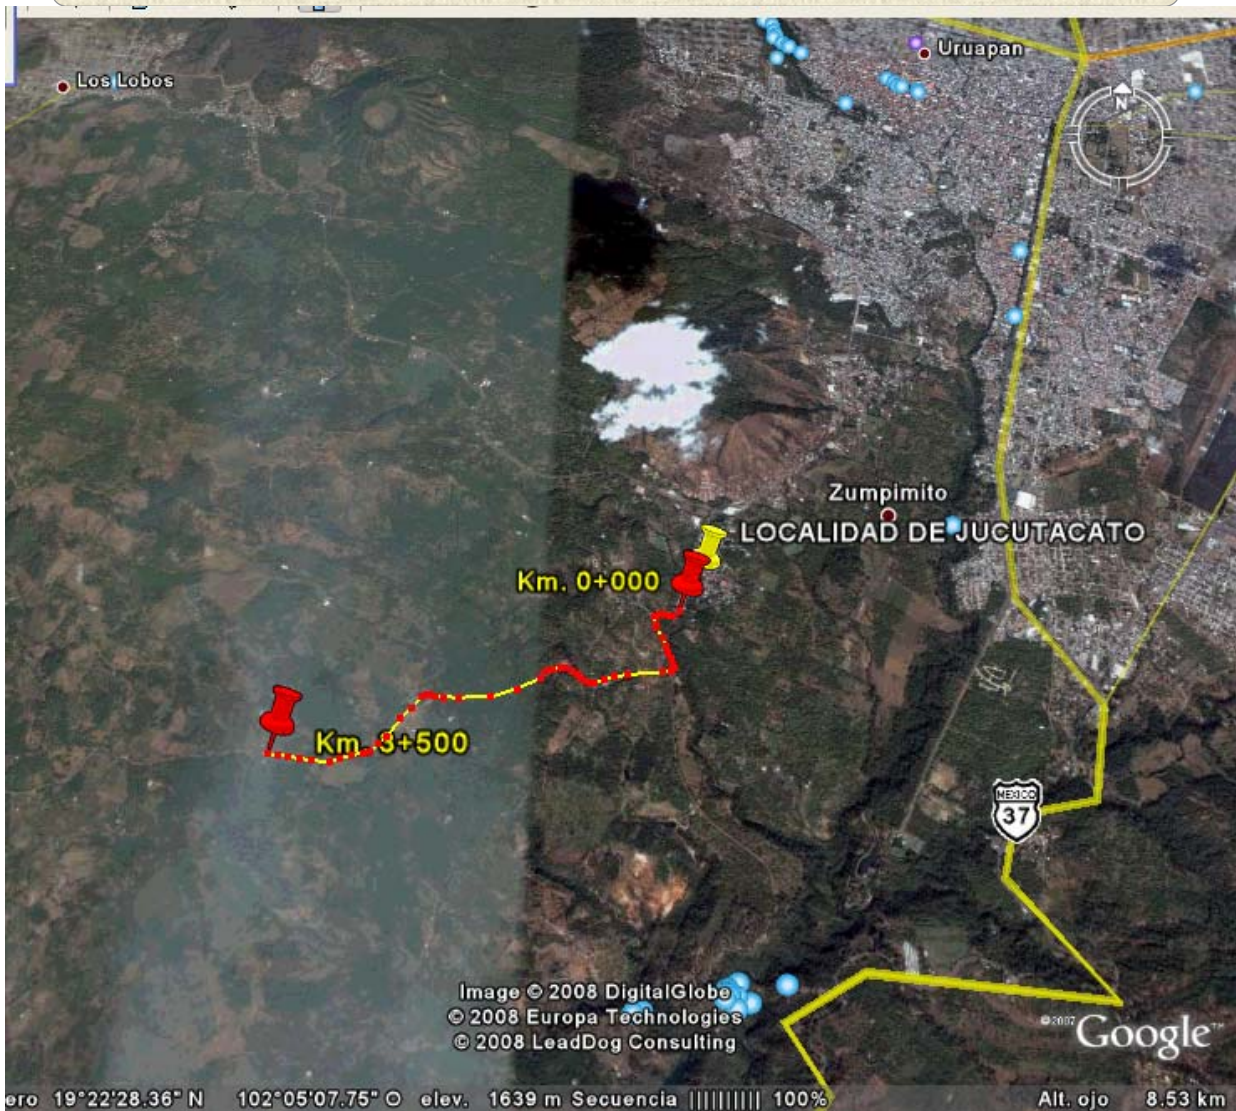 Los Lobos
Uruapan
N
Zumpimito
LOCALIDAD DE JUCUTACATO
Km. 0+000
Km. 3+500
MEXICO
37
Image © 2008 DigitalGlobe
© 2008 Europa Technologies
© 2008 LeadDog Consulting
©2007 Google™
ero 19°22'28.36" N 102°05'07.75" O elev. 1639 m Secuencia |||||||||| 100% Alt. ojo 8.53 km